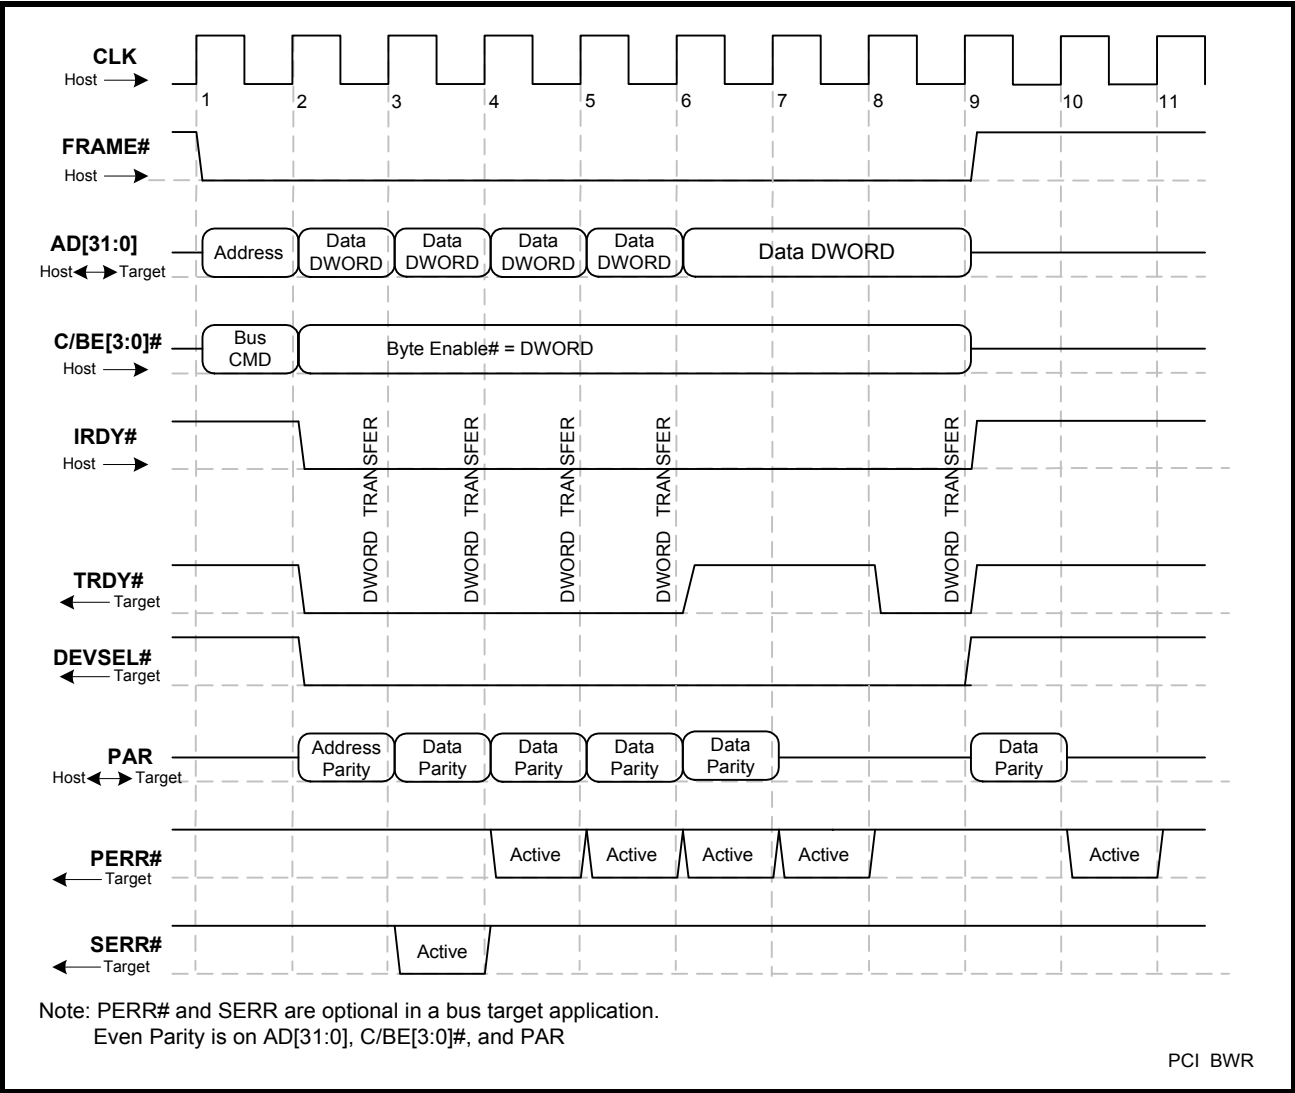 CLK
Host
1 2 3 4 5 6 7 8 9 10 11
FRAME#
Host
AD[31:0]
Host Target
Address
Data
DWORD
Data
DWORD
Data
DWORD
Data
DWORD
Data DWORD
C/BE[3:0]#
Host
Bus
CMD
Byte Enable# = DWORD
IRDY#
Host
DWORD TRANSFER
DWORD TRANSFER
DWORD TRANSFER
DWORD TRANSFER
DWORD TRANSFER
TRDY#
Target
DEVSEL#
Target
PAR
Host Target
Address
Parity
Data
Parity
Data
Parity
Data
Parity
Data
Parity
Data
Parity
PERR#
Target
Active
Active
Active
Active
Active
SERR#
Target
Active
Note: PERR# and SERR are optional in a bus target application.
Even Parity is on AD[31:0], C/BE[3:0]#, and PAR
PCI BWR